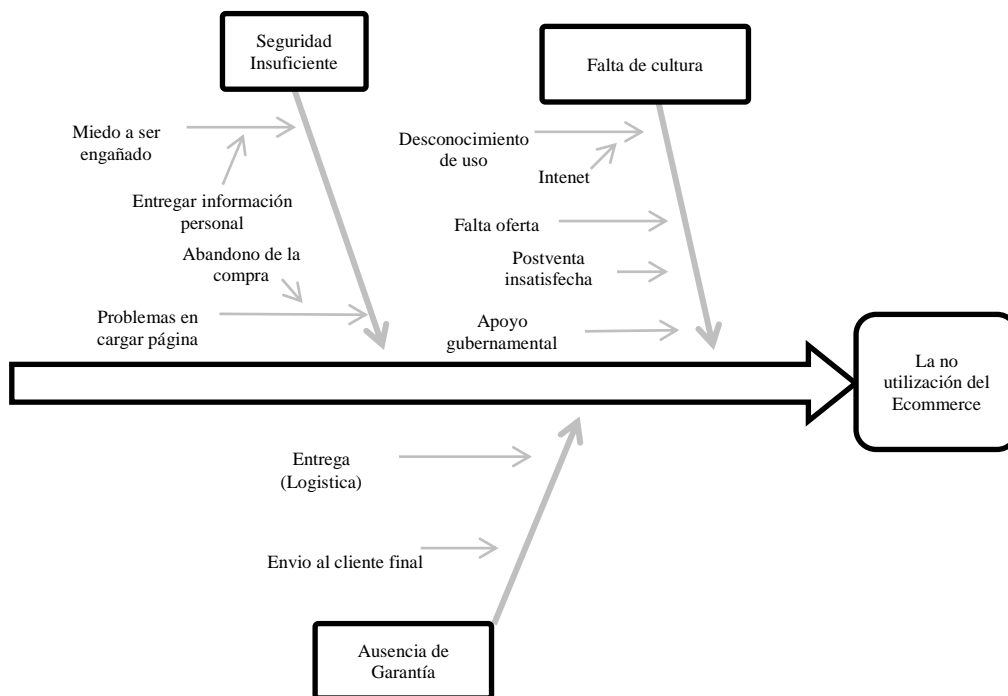 Seguridad
Insuficiente
Falta de cultura
Miedo a ser
engañado
Desconocimiento
de uso
Intenet
Entregar información
personal
Falta oferta
Abandono de la
compra
Postventa
insatisfecha
Problemas en
cargar página
Apoyo
gubernamental
La no
utilización del
Ecommerce
Entrega
(Logistica)
Envio al cliente final
Ausencia de
Garantía